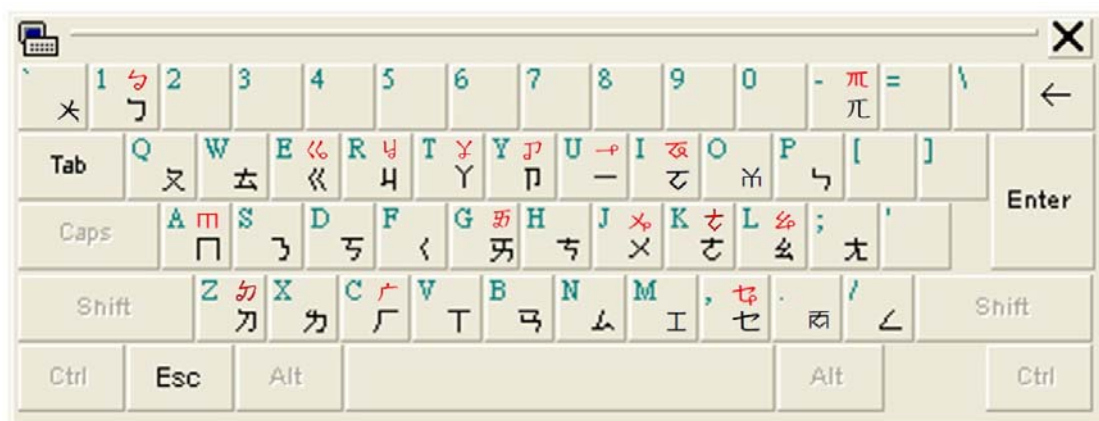 ` 1 ㆠ ㄅ 2 3 4 5 6 7 8 9 0 - ㄫ = \ ←
Tab Q ㄆ W ㄊ E ㆣ ㄍ R ㆢ ㄐ T ㆩ ㄚ Y ㆡ ㄗ U ㆪ ㄧ I ㆧ ㆦ O P ㄣ [ ]
Caps A ㄇ S ㄋ D ㄎ F ㄑ G ㆮ ㄞ H ㄘ J ㆫ ㄨ K ㄜ L ㆯ ㄠ ; ㄤ ' Enter
Shift Z X ㄌ C ㄏ V ㄒ B ㄢ N ㄙ M , ㆥ ㆤ . / ㄥ Shift
Ctrl Esc Alt Alt Ctrl